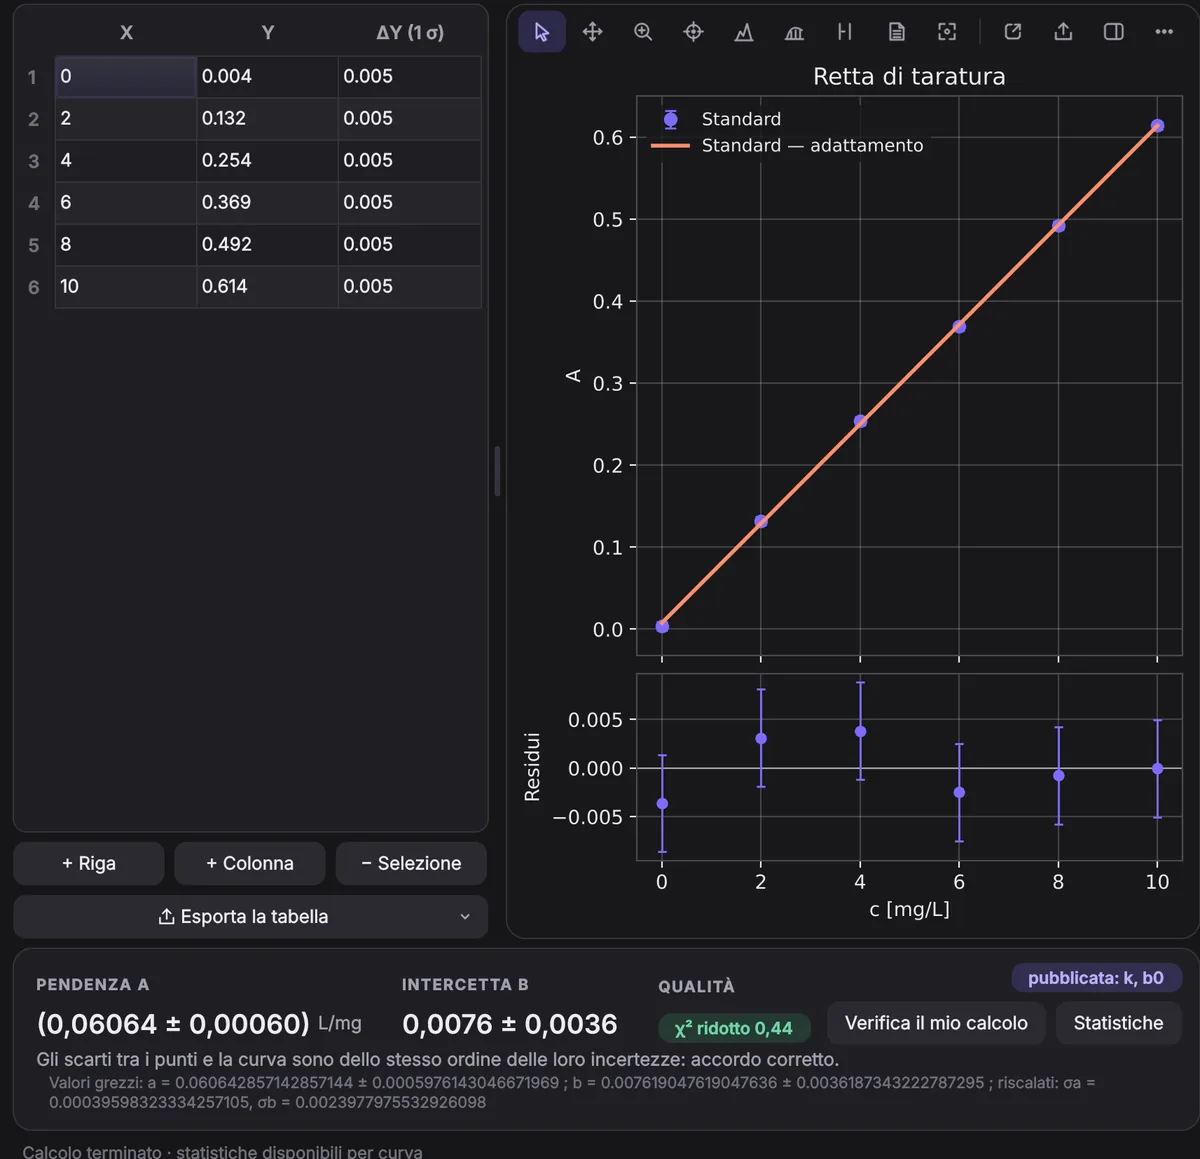 X Y ΔY (1 σ)
1 0 0.004 0.005
2 2 0.132 0.005
3 4 0.254 0.005
4 6 0.369 0.005
5 8 0.492 0.005
6 10 0.614 0.005
+ Riga + Colonna − Selezione
Esporta la tabella
Retta di taratura
Standard
Standard — adattamento
0.6
0.5
0.4
0.3
0.2
0.1
0.0
A
0.005
0.000
−0.005
Residui
0 2 4 6 8 10
c [mg/L]
PENDENZA A
(0,06064 ± 0,00060) L/mg
INTERCETTA B
0,0076 ± 0,0036
QUALITÀ
χ² ridotto 0,44
pubblicata: k, b0
Verifica il mio calcolo
Statistiche
Gli scarti tra i punti e la curva sono dello stesso ordine delle loro incertezze: accordo corretto.
Valori grezzi: a = 0.060642857142857144 ± 0.0005976143046671969 ; b = 0.007619047619047636 ± 0.0036187343222787295 ; riscalati: σa =
0.00039598323334257105, σb = 0.0023977975532926098
Calcolo terminato · statistiche disponibili per curva